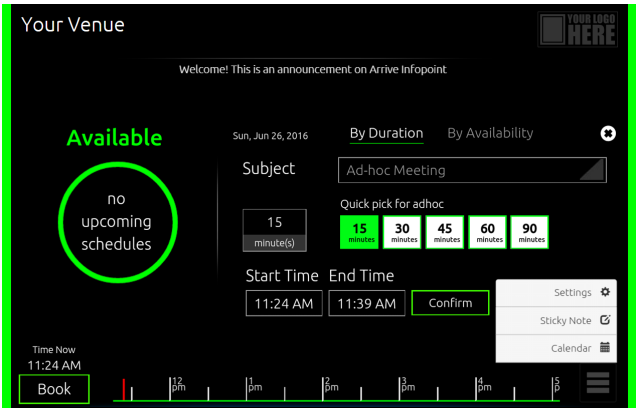 Your Venue
YOUR LOGO
HERE
Welcome! This is an announcement on Arrive Infopoint
Available
Sun, Jun 26, 2016
By Duration
By Availability
no
upcoming
schedules
Subject
Ad-hoc Meeting
Quick pick for adhoc
15
minute(s)
15
minutes
30
minutes
45
minutes
60
minutes
90
minutes
Start Time
End Time
11:24 AM
11:39 AM
Confirm
Settings
Sticky Note
Calendar
Time Now
11:24 AM
Book
12
pm
1
pm
2
pm
3
pm
4
pm
5
p